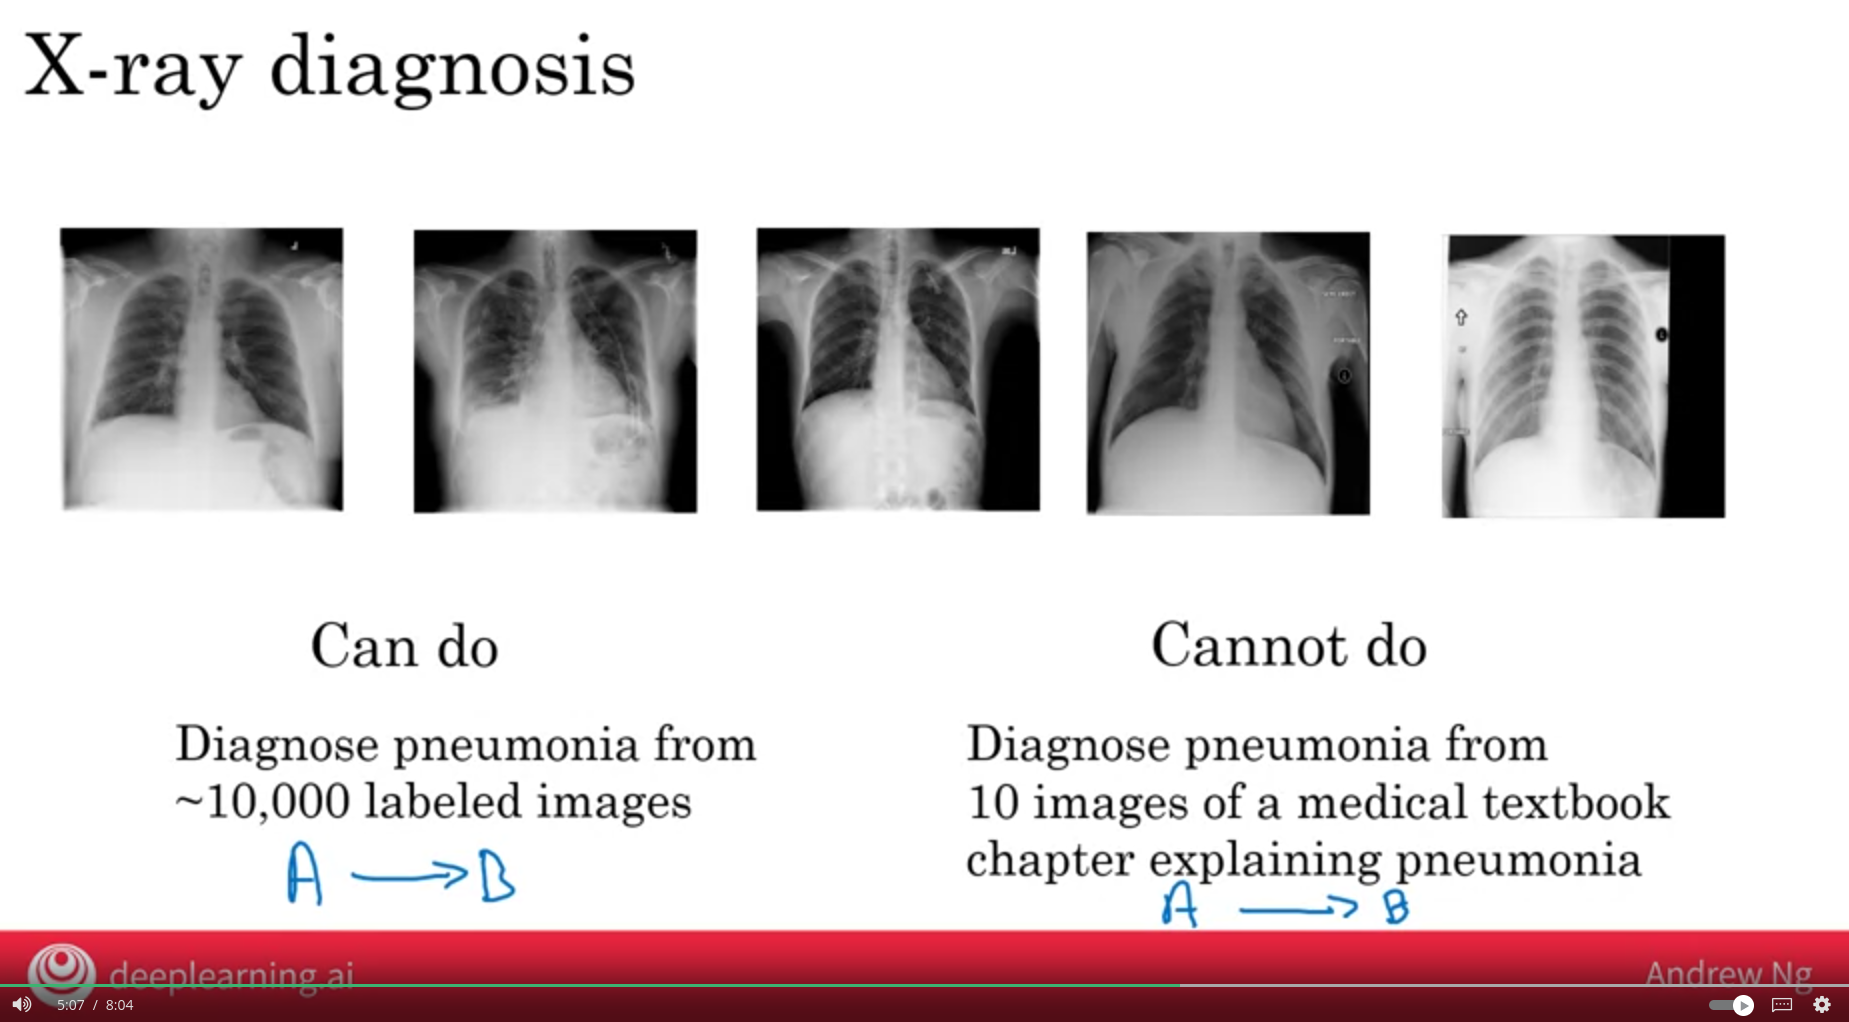 X-ray diagnosis
Can do
Diagnose pneumonia from
~10,000 labeled images
A → B
Cannot do
Diagnose pneumonia from
10 images of a medical textbook
chapter explaining pneumonia
A → B
deeplearning.ai
Andrew Ng
5:07 / 8:04